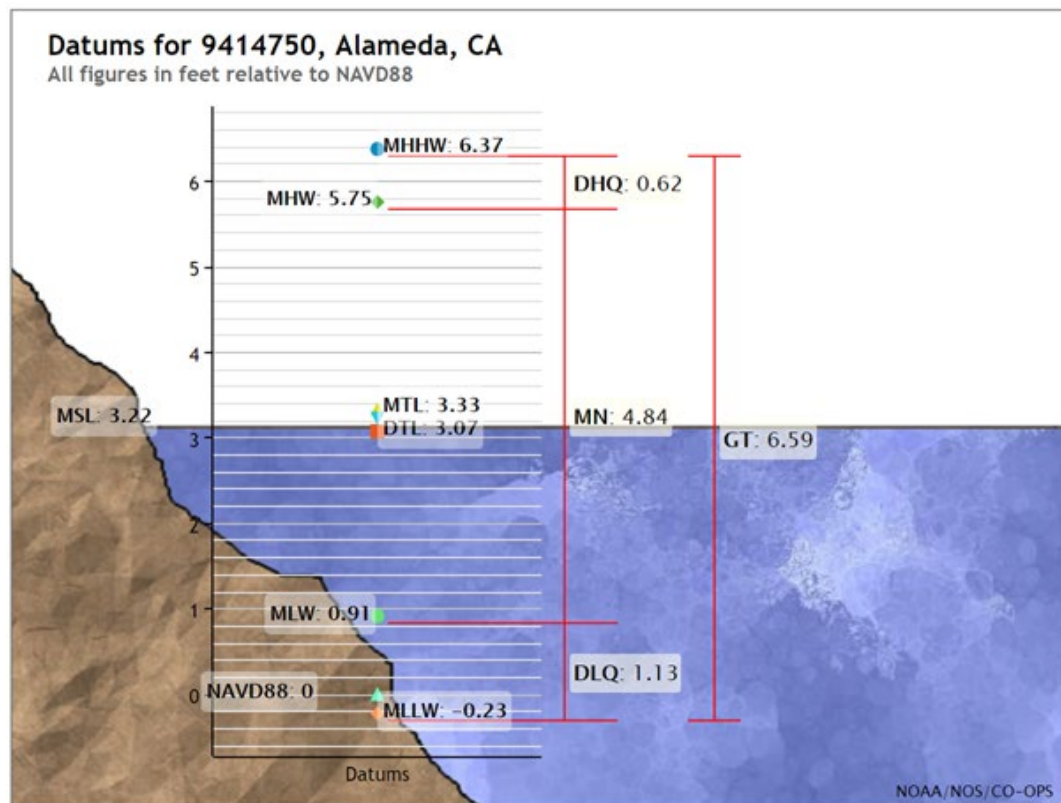 Datums for 9414750, Alameda, CA
All figures in feet relative to NAVD88
MHHW: 6.37
6
DHQ: 0.62
MHW: 5.75
5
4
MTL: 3.33
MSL: 3.22
MN: 4.84
3
DTL: 3.07
GT: 6.59
2
1
MLW: 0.91
DLQ: 1.13
0
NAVD88: 0
MLLW: -0.23
Datums
NOAA/NOS/CO-OPS